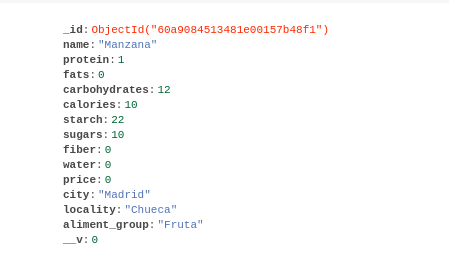 _id: ObjectId("60a9084513481e00157b48f1")
name: "Manzana"
protein: 1
fats: 0
carbohydrates: 12
calories: 10
starch: 22
sugars: 10
fiber: 0
water: 0
price: 0
city: "Madrid"
locality: "Chueca"
aliment_group: "Fruta"
__v: 0